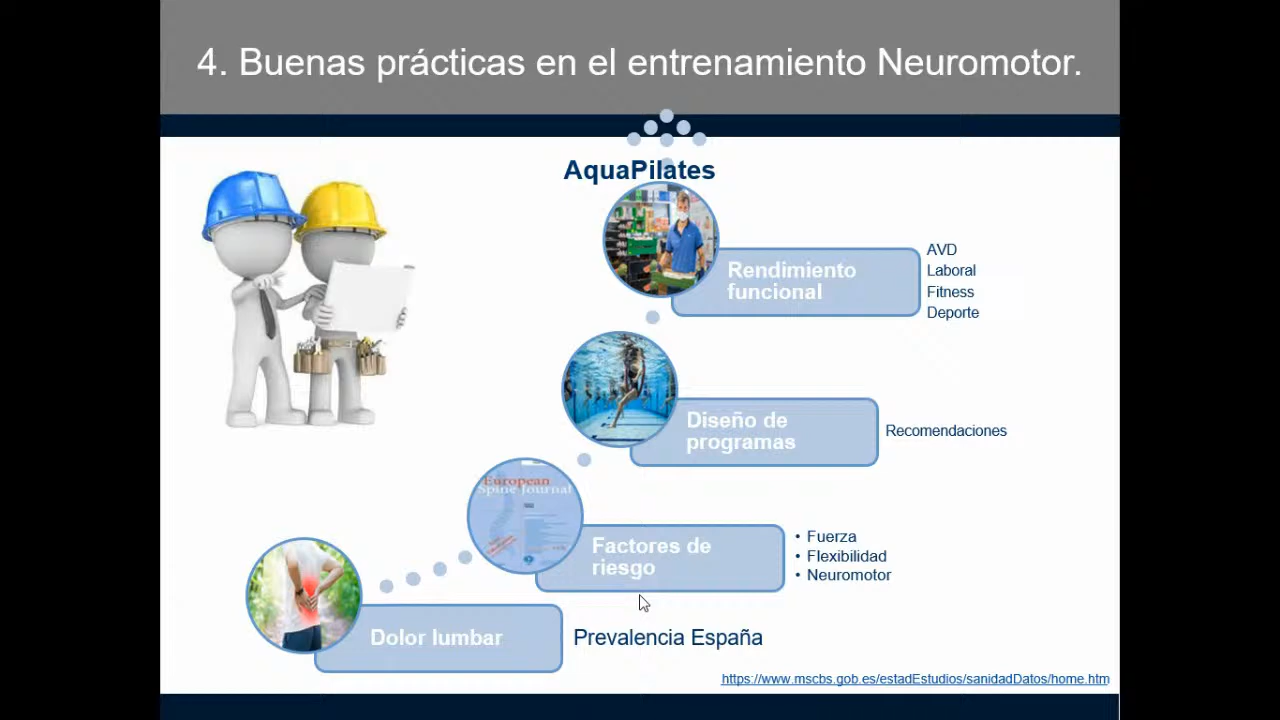 4. Buenas prácticas en el entrenamiento Neuromotor.
AquaPilates
Rendimiento
funcional
AVD
Laboral
Fitness
Deporte
Diseño de
programas
Recomendaciones
European
Spine Journal
Factores de
riesgo
• Fuerza
• Flexibilidad
• Neuromotor
Dolor lumbar
Prevalencia España
https://www.mscbs.gob.es/estadEstudios/sanidadDatos/home.htm